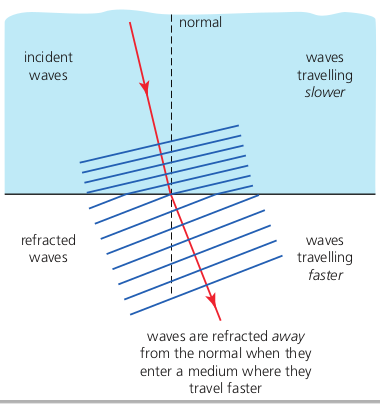 normal
incident
waves
waves
travelling
slower
refracted
waves
waves
travelling
faster
waves are refracted away
from the normal when they
enter a medium where they
travel faster